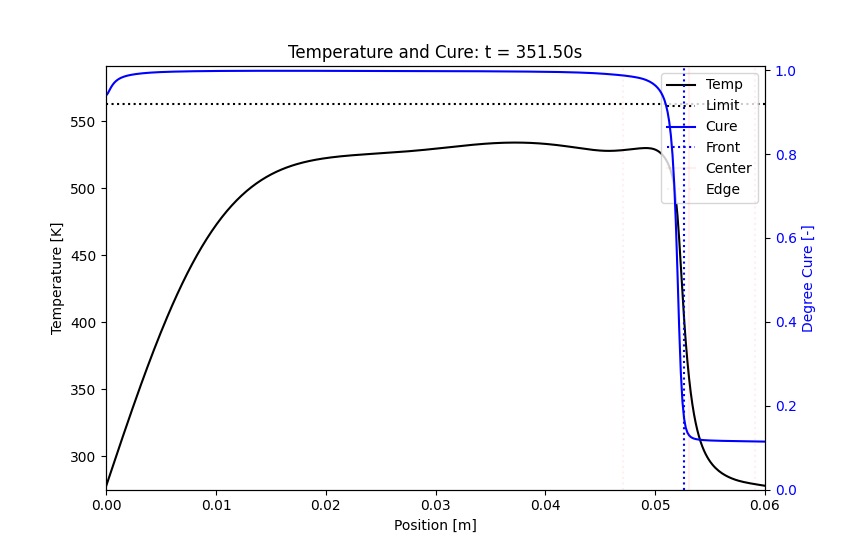 Temperature and Cure: t = 351.50s
Temperature [K]
550
500
450
400
350
300
Temp
Limit
Cure
Front
Center
Edge
1.0
0.8
0.6
0.4
0.2
0.0
Degree Cure [-]
0.00
0.01
0.02
0.03
0.04
0.05
0.06
Position [m]